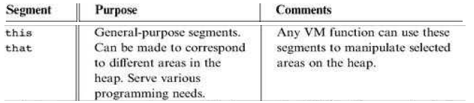 Segment Purpose Comments
this General-purpose segments. Any VM function can use these
that Can be made to correspond segments to manipulate selected
to different areas in the areas on the heap.
heap. Serve various
programming needs.